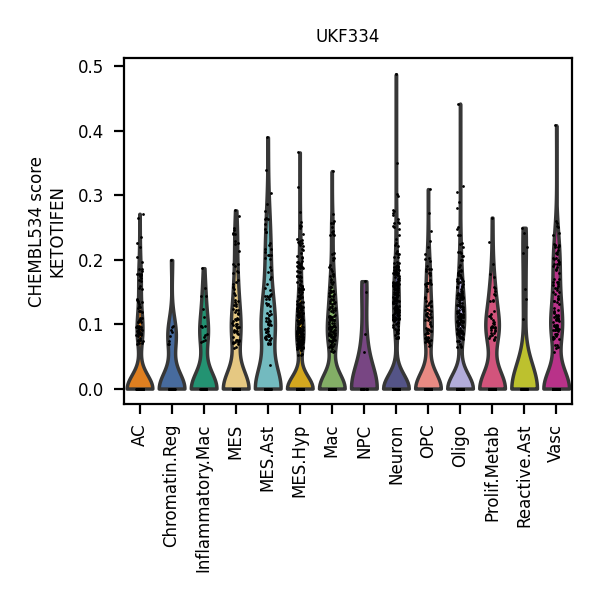 UKF334
CHEMBL534 score
KETOTIFEN
0.5
0.4
0.3
0.2
0.1
0.0
AC
Chromatin.Reg
Inflammatory.Mac
MES
MES.Ast
MES.Hyp
Mac
NPC
Neuron
OPC
Oligo
Prolif.Metab
Reactive.Ast
Vasc